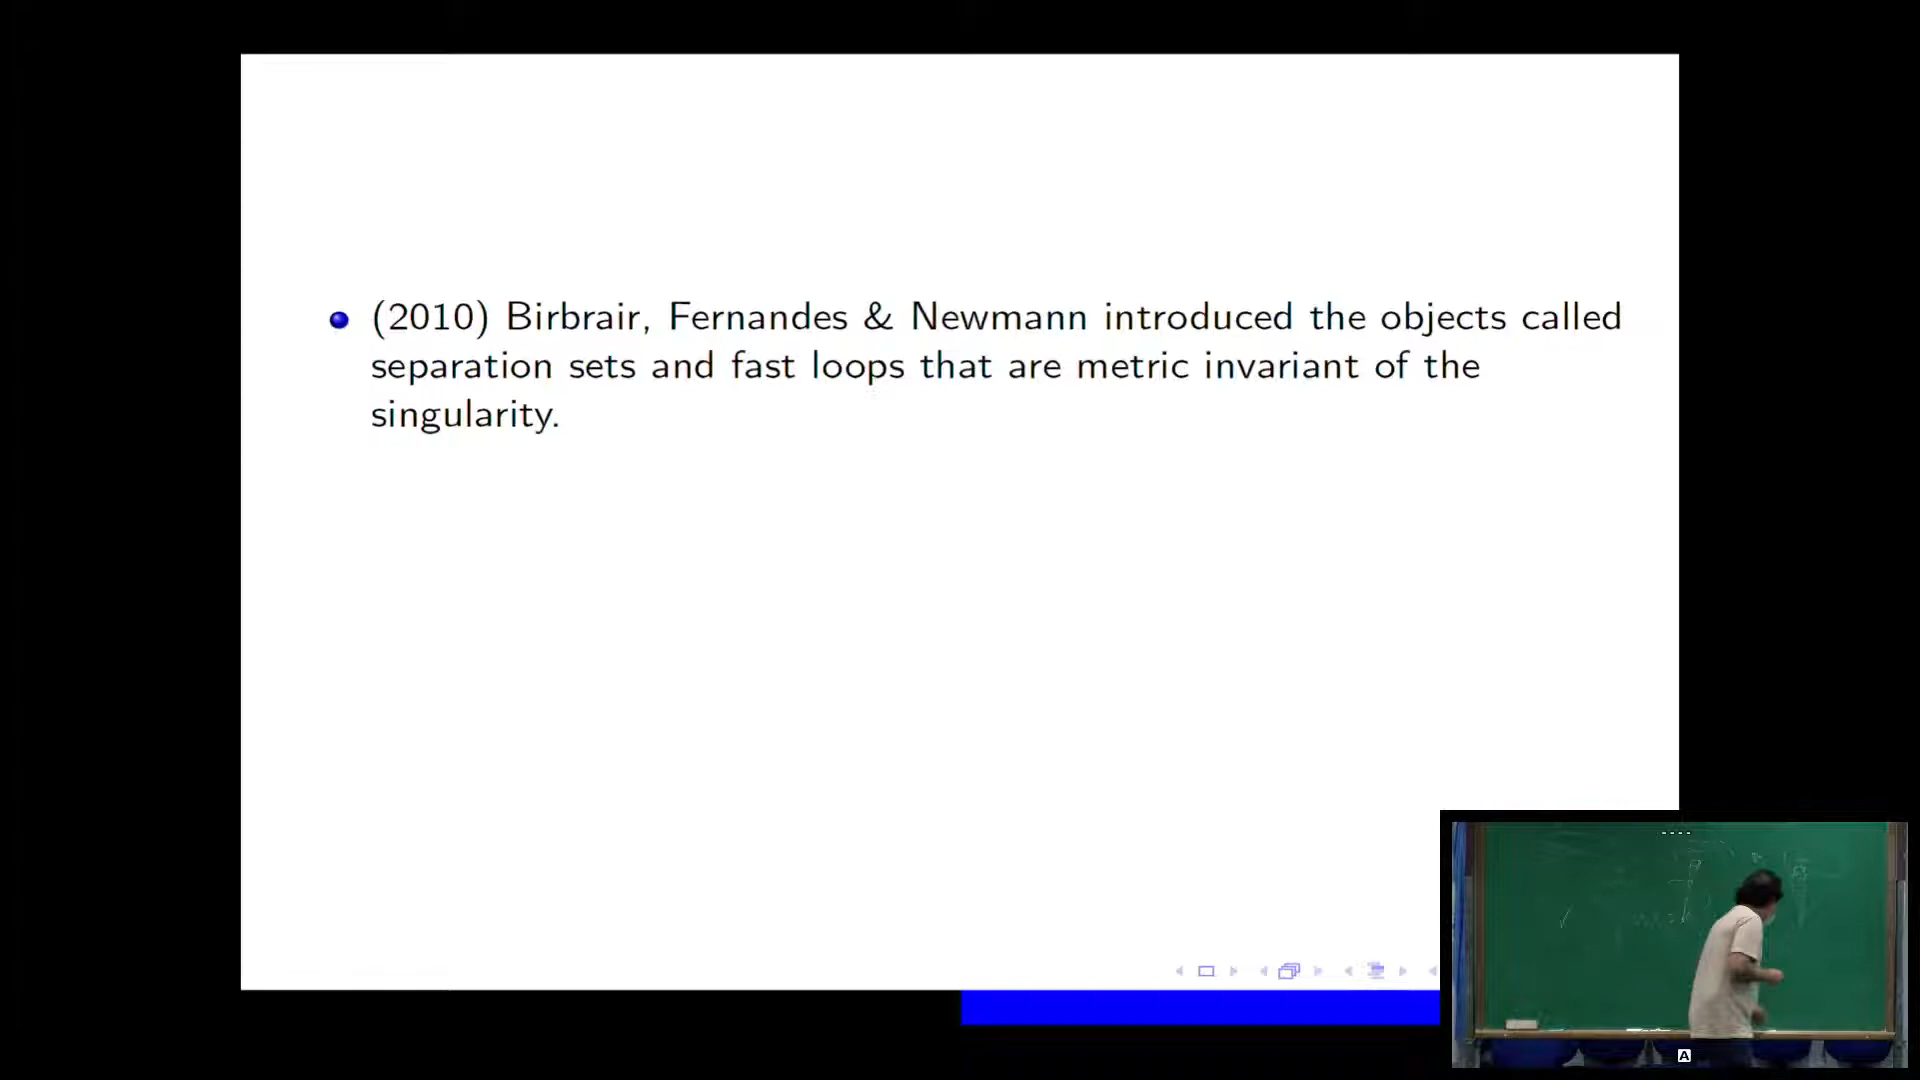 (2010) Birbrair, Fernandes & Newmann introduced the objects called
separation sets and fast loops that are metric invariant of the
singularity.
A